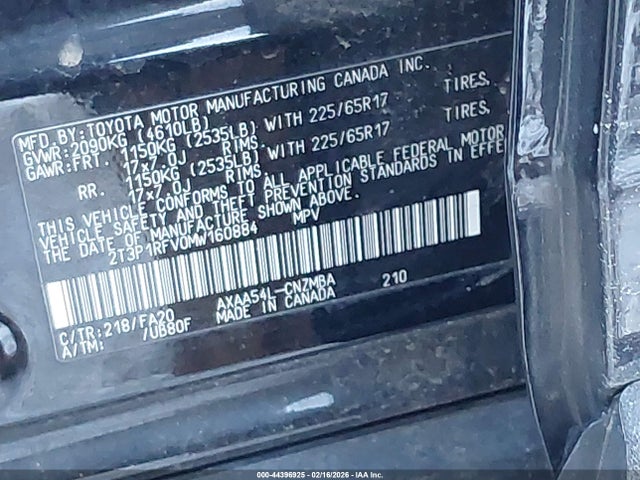 MFD. BY: TOYOTA MOTOR MANUFACTURING CANADA INC.
GVWR: 2090KG (4610LB)
GAWR: FRT. 1150KG (2535LB) WITH 225/65R17 TIRES,
17x7.0J RIMS.
RR. 1150KG (2535LB) WITH 225/65R17 TIRES,
17x7.0J RIMS.
THIS VEHICLE CONFORMS TO ALL APPLICABLE FEDERAL MOTOR
VEHICLE SAFETY AND THEFT PREVENTION STANDARDS IN EFFE
THE DATE OF MANUFACTURE SHOWN ABOVE.
2T3P1RFV0MW160884 MPV
C/TR: 218/FA20 AXAA54L-CNZMBA 210
A/TM: /UB80F MADE IN CANADA
000-44396925 - 02/16/2026 - IAA Inc.